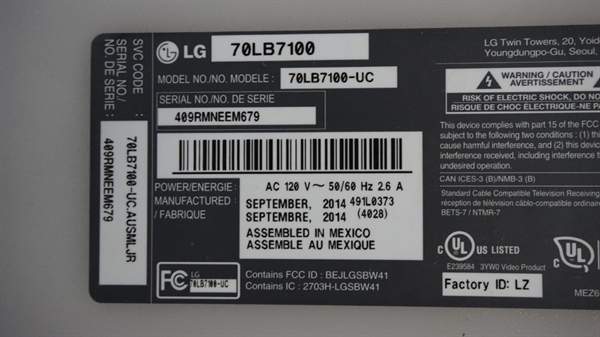 LG 70LB7100
MODEL NO./NO. MODELE : 70LB7100-UC
SERIAL NO./NO. DE SERIE
409RMNEEM679
SVC CODE :
SERIAL NO./
NO. DE SERIE :
70LB7100-UC.AUSMLJR
409RMNEEM679
POWER/ENERGIE : AC 120 V ~ 50/60 Hz 2.6 A
MANUFACTURED : SEPTEMBER, 2014 491L0373
/ FABRIQUE SEPTEMBRE, 2014 (4028)
ASSEMBLED IN MEXICO
ASSEMBLE AU MEXIQUE
FC LG
70LB7100-UC
Contains FCC ID : BEJLGSBW41
Contains IC : 2703H-LGSBW41
LG Twin Towers, 20, Yoido
Youngdungpo-Gu, Seoul,
WARNING / CAUTION
AVERTISSEMENT
RISK OF ELECTRIC SHOCK, DO NO
RISQUE DE CHOC ELECTRIQUE-NE PA
This device complies with part 15 of the FCC
subject to the following two conditions : (1) this
cause harmful interference, and
interference received, including interference
undesired operation.
CAN ICES-3 (B)/NMB-3 (B)
Standard Cable Compatible Television Receiving
réception de télévision câblo-compatible
BETS-7 / NTMR-7
UL US LISTED
E239584 3YW0 Video Product
UL
Factory ID: LZ
MEZ6